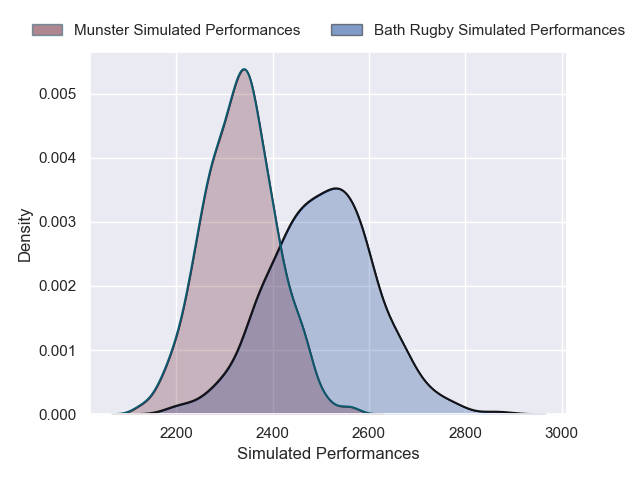 Munster Simulated Performances Bath Rugby Simulated Performances
0.005
0.004
0.003
0.002
0.001
0.000
Density
2200 2400 2600 2800 3000
Simulated Performances